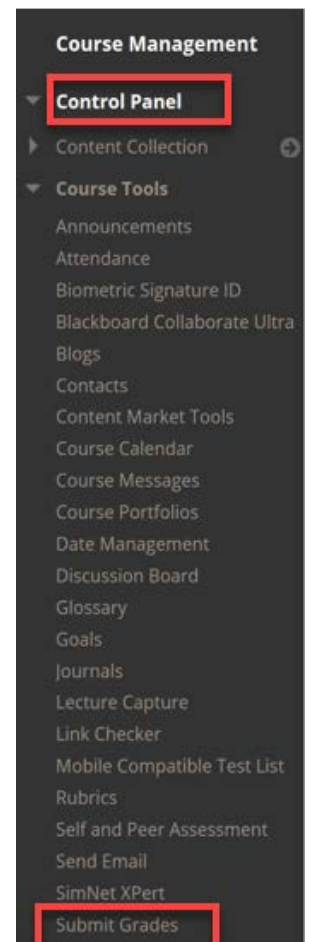 Course Management
Control Panel
Content Collection
Course Tools
Announcements
Attendance
Biometric Signature ID
Blackboard Collaborate Ultra
Blogs
Contacts
Content Market Tools
Course Calendar
Course Messages
Course Portfolios
Date Management
Discussion Board
Glossary
Goals
Journals
Lecture Capture
Link Checker
Mobile Compatible Test List
Rubrics
Self and Peer Assessment
Send Email
SimNet XPert
Submit Grades